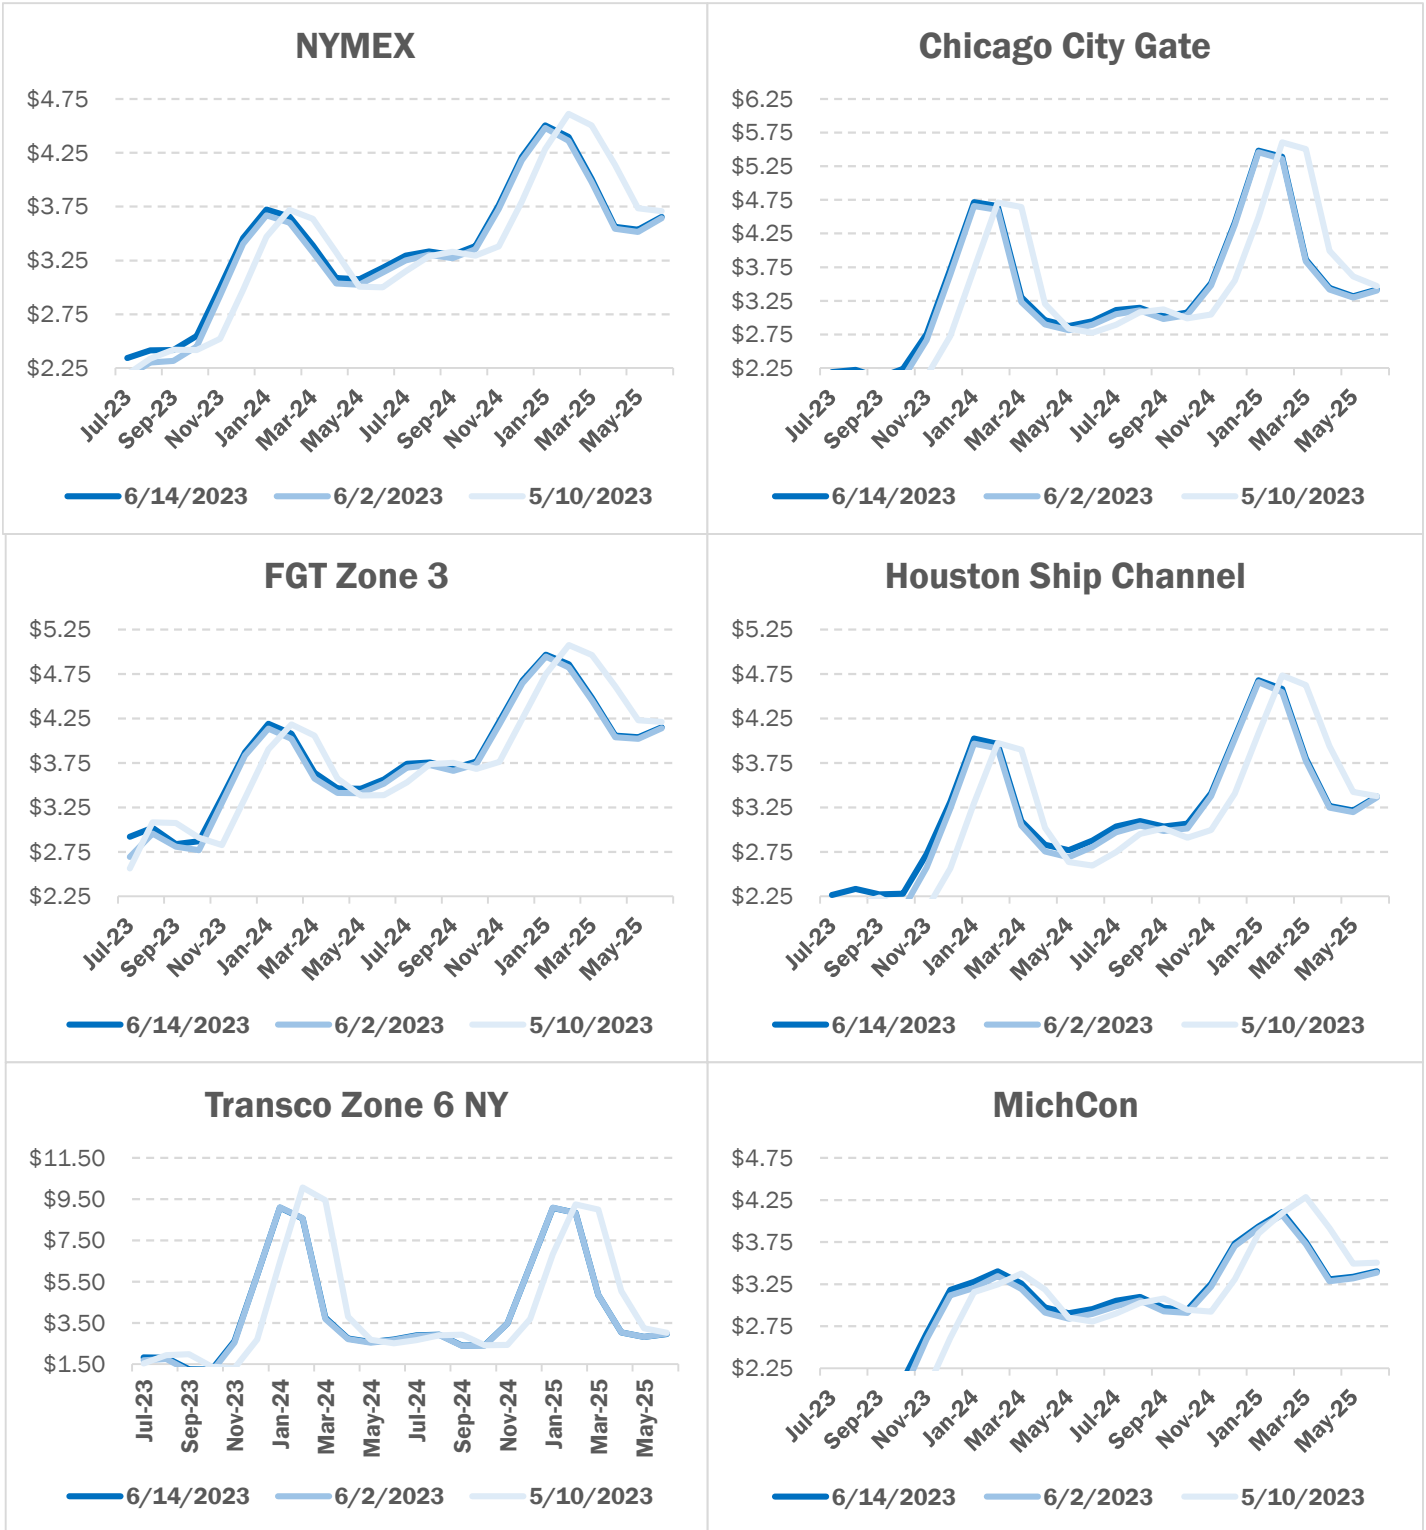 NYMEX
$4.75
$4.25
$3.75
$3.25
$2.75
$2.25
Jul-23 Sep-23 Nov-23 Jan-24 Mar-24 May-24 Jul-24 Sep-24 Nov-24 Jan-25 Mar-25 May-25
6/14/2023 6/2/2023 5/10/2023
Chicago City Gate
$6.25
$5.75
$5.25
$4.75
$4.25
$3.75
$3.25
$2.75
$2.25
Jul-23 Sep-23 Nov-23 Jan-24 Mar-24 May-24 Jul-24 Sep-24 Nov-24 Jan-25 Mar-25 May-25
6/14/2023 6/2/2023 5/10/2023
FGT Zone 3
$5.25
$4.75
$4.25
$3.75
$3.25
$2.75
$2.25
Jul-23 Sep-23 Nov-23 Jan-24 Mar-24 May-24 Jul-24 Sep-24 Nov-24 Jan-25 Mar-25 May-25
6/14/2023 6/2/2023 5/10/2023
Houston Ship Channel
$5.25
$4.75
$4.25
$3.75
$3.25
$2.75
$2.25
Jul-23 Sep-23 Nov-23 Jan-24 Mar-24 May-24 Jul-24 Sep-24 Nov-24 Jan-25 Mar-25 May-25
6/14/2023 6/2/2023 5/10/2023
Transco Zone 6 NY
$11.50
$9.50
$7.50
$5.50
$3.50
$1.50
Jul-23 Sep-23 Nov-23 Jan-24 Mar-24 May-24 Jul-24 Sep-24 Nov-24 Jan-25 Mar-25 May-25
6/14/2023 6/2/2023 5/10/2023
MichCon
$4.75
$4.25
$3.75
$3.25
$2.75
$2.25
Jul-23 Sep-23 Nov-23 Jan-24 Mar-24 May-24 Jul-24 Sep-24 Nov-24 Jan-25 Mar-25 May-25
6/14/2023 6/2/2023 5/10/2023